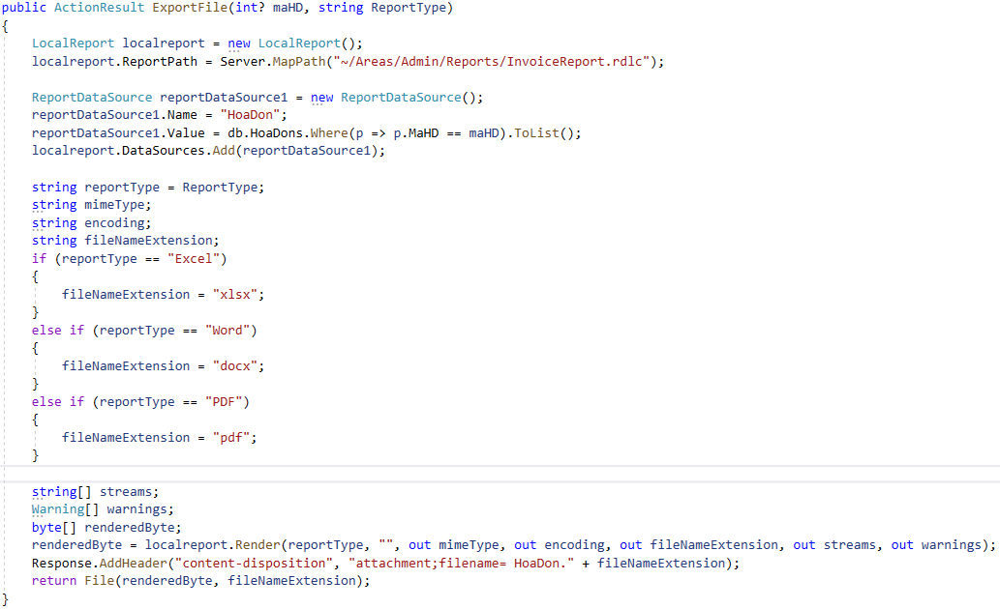 public ActionResult ExportFile(int? maHD, string ReportType)
{
LocalReport localreport = new LocalReport();
localreport.ReportPath = Server.MapPath("~/Areas/Admin/Reports/InvoiceReport.rdlc");
ReportDataSource reportDataSource1 = new ReportDataSource();
reportDataSource1.Name = "HoaDon";
reportDataSource1.Value = db.HoaDons.Where(p => p.MaHD == maHD).ToList();
localreport.DataSources.Add(reportDataSource1);
string reportType = ReportType;
string mimeType;
string encoding;
string fileNameExtension;
if (reportType == "Excel")
{
fileNameExtension = "xlsx";
}
else if (reportType == "Word")
{
fileNameExtension = "docx";
}
else if (reportType == "PDF")
{
fileNameExtension = "pdf";
}
string[] streams;
Warning[] warnings;
byte[] renderedByte;
renderedByte = localreport.Render(reportType, "", out mimeType, out encoding, out fileNameExtension, out streams, out warnings);
Response.AddHeader("content-disposition", "attachment;filename= HoaDon." + fileNameExtension);
return File(renderedByte, fileNameExtension);
}